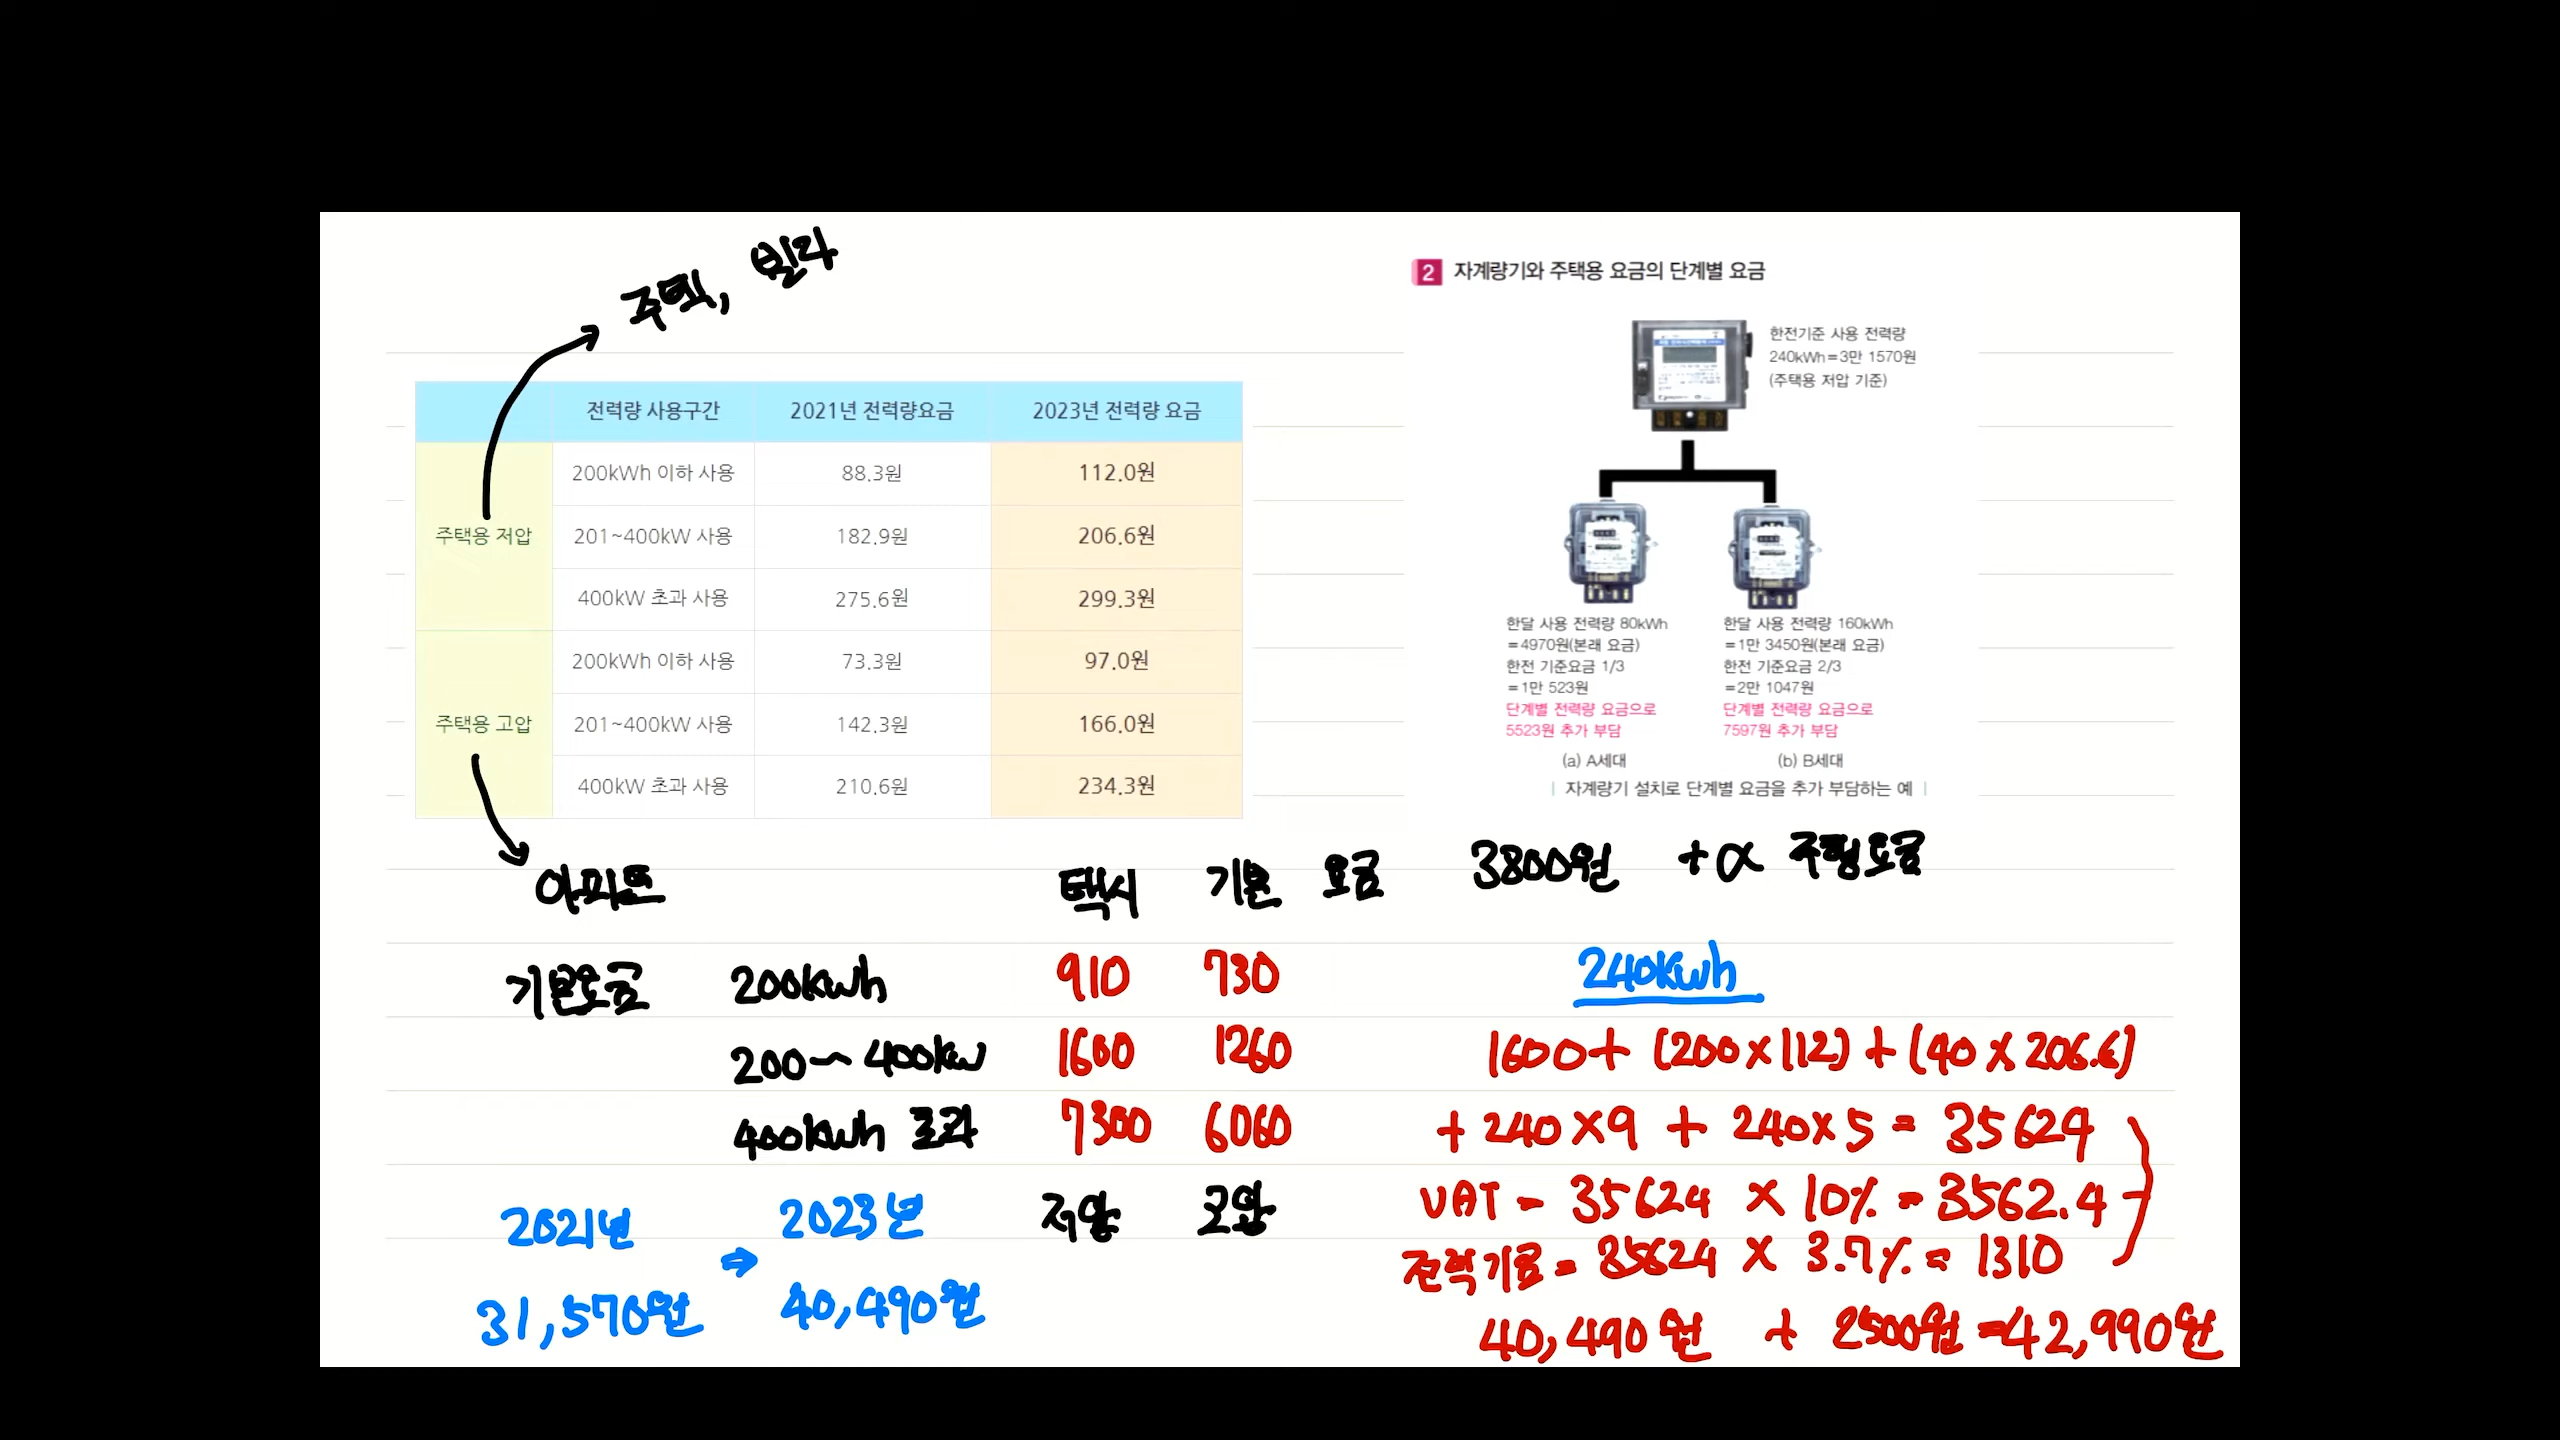 주택, 빌라
전력량 사용구간 2021년 전력량요금 2023년 전력량 요금
주택용 저압
200kWh 이하 사용 88.3원 112.0원
201~400kW 사용 182.9원 206.6원
400kW 초과 사용 275.6원 299.3원
주택용 고압
200kWh 이하 사용 73.3원 97.0원
201~400kW 사용 142.3원 166.0원
400kW 초과 사용 210.6원 234.3원
아파트
2 자계량기와 주택용 요금의 단계별 요금
한전기준 사용 전력량
240kWh=3만 1570원
(주택용 저압 기준)
한달 사용 전력량 80kWh
=4970원(본래 요금)
한전 기준요금 1/3
=1만 523원
단계별 전력량 요금으로
5523원 추가 부담
(a) A세대
한달 사용 전력량 160kWh
=1만 3450원(본래 요금)
한전 기준요금 2/3
=2만 1047원
단계별 전력량 요금으로
7597원 추가 부담
(b) B세대
| 자계량기 설치로 단계별 요금을 추가 부담하는 예 |
택시 기본 요금 3800원 +α 주행요금
기본요금 200kWh 910 730
200~400kW 1600 1260
400kWh 초과 7300 6060
저압 고압
2021년 ⇒ 2023년
31,570원 40,490원
240kWh
1600+(200×112)+(40×206.6)
+240×9 + 240×5 = 35624
VAT = 35624 × 10% = 3562.4
전력기금 = 35624 × 3.7% = 1310
40,490원 + 2500원 =42,990원